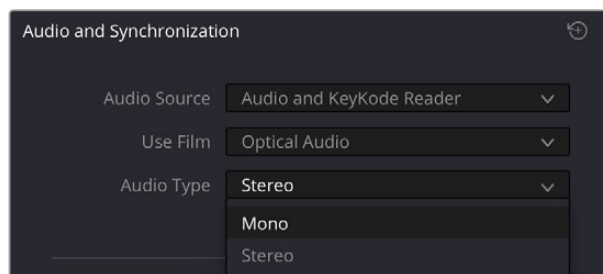 Audio and Synchronization
Audio Source Audio and KeyKode Reader
Use Film Optical Audio
Audio Type Stereo
Mono
Stereo